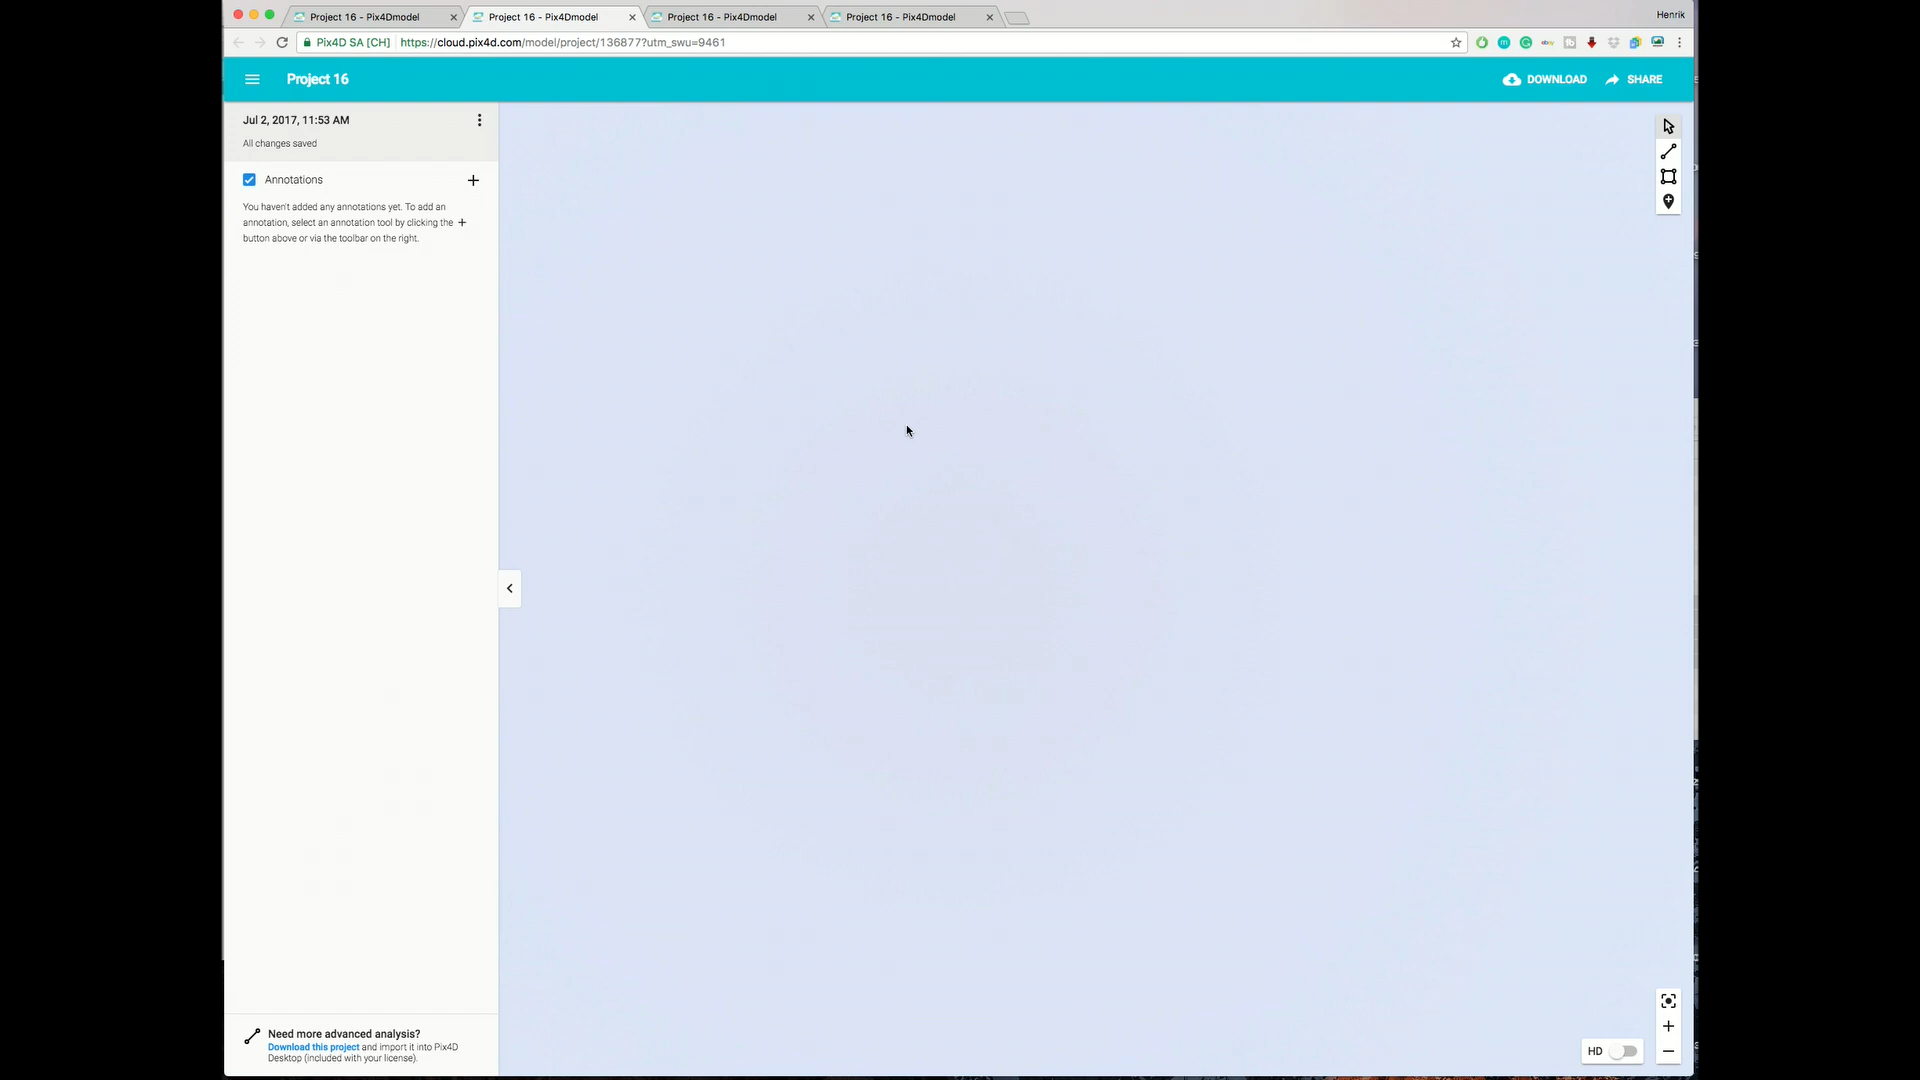 Project 16 - Pix4Dmodel
Project 16 - Pix4Dmodel
Project 16 - Pix4Dmodel
Project 16 - Pix4Dmodel
Henrik
Pix4D SA [CH]
https://cloud.pix4d.com/model/project/136877?utm_swu=9461
Project 16
DOWNLOAD
SHARE
Jul 2, 2017, 11:53 AM
All changes saved
Annotations
You haven't added any annotations yet. To add an
annotation, select an annotation tool by clicking the +
button above or via the toolbar on the right.
Need more advanced analysis?
Download this project and import it into Pix4D
Desktop (included with your license).
HD